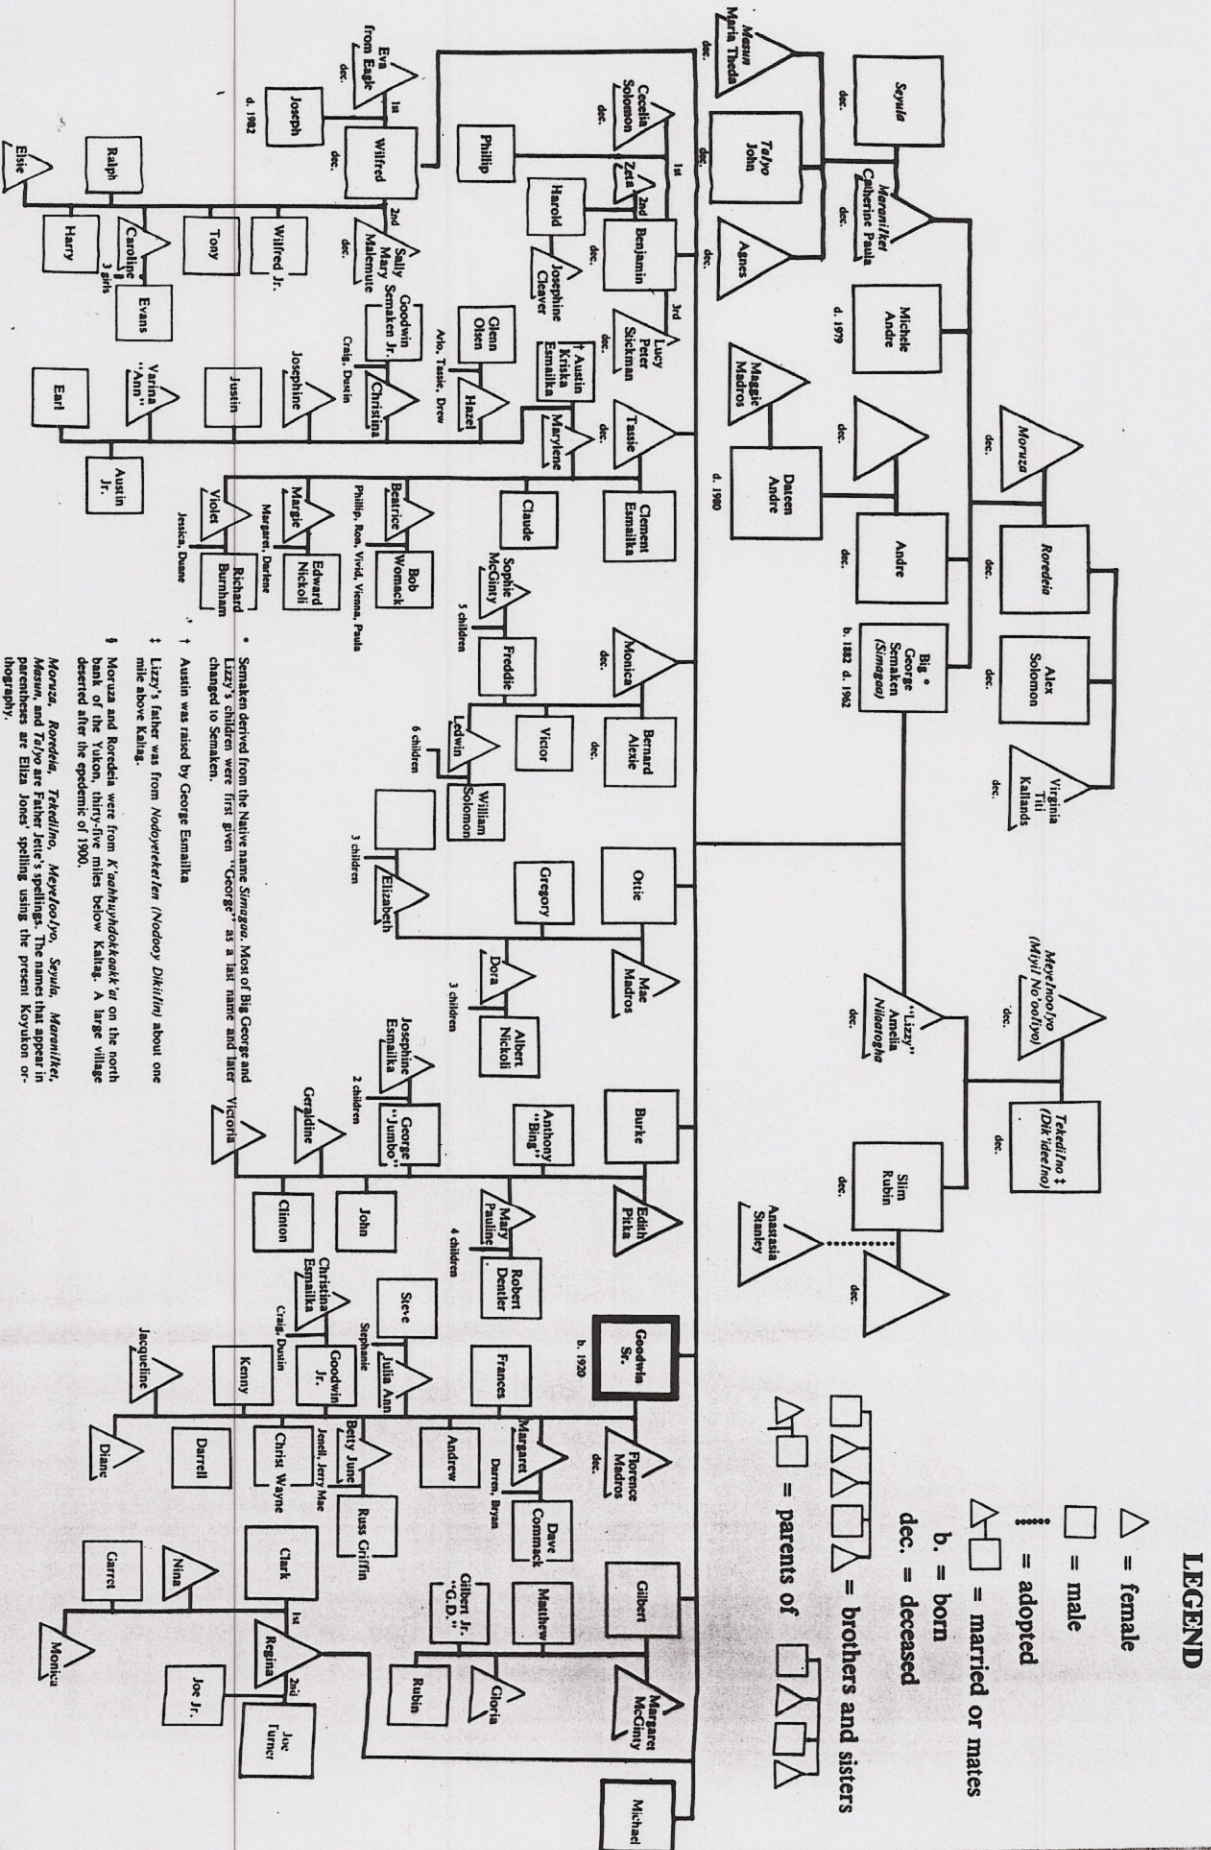 LEGEND
= female
= male
= adopted
= married or mates
b. = born
dec. = deceased
= brothers and sisters
= parents of
Moruza
dec.
Roredeia
dec.
Alex
Solomon
dec.
Virginia
Titi
Kallands
dec.
Seyula
dec.
Maranilket
Catherine Paula
dec.
Michele
Andre
d. 1979
dec.
Andre
dec.
Big *
George
Semaken
(Simagaa)
b. 1882 d. 1962
Meyelnoolyo
(Miyil No'ooliyo)
dec.
Tekedilno ‡
(Dik'ideelno)
dec.
"Lizzy"
Amelia
Nilaatogha
dec.
Slim
Rubin
dec.
dec.
Anastasia
Stanley
Masun
Maria Theda
dec.
Talyo
John
dec.
Agnes
dec.
Maggie
Madros
Dateen
Andre
d. 1980
Cecelia
Solomon
dec.
1st
Zeta
2nd
Benjamin
dec.
3rd
Lucy
Peter
Stickman
dec.
Phillip
Harold
Josephine
Cleaver
Eva
from Eagle
dec.
1st
Wilfred
dec.
2nd
Sally
Mary
Malemute
dec.
Joseph
d. 1982
Wilfred Jr.
Tony
Caroline
3 girls
Evans
Harry
Ralph
Elsie
Tassie
dec.
Clement
Esmailka
† Austin
Kriska
Esmailka
Marylene
Glenn
Olsen
Hazel
Arlo, Tassie, Drew
Goodwin
Semaken Jr.
Christina
Craig, Dustin
Josephine
Justin
Varina
"Ann"
Earl
Austin
Jr.
Claude
Beatrice
Bob
Womack
Phillip, Ron, Vivid, Vienna, Paula
Margie
Edward
Nickoli
Margaret, Darlene
Violet
Richard
Burnham
Jessica, Duane
Monica
dec.
Bernard
Alexie
dec.
Sophie
McGinty
Freddie
5 children
Victor
Ledwin
William
Solomon
6 children
Ottie
Mae
Madros
Gregory
Dora
Albert
Nickoli
3 children
Elizabeth
3 children
Burke
Edith
Pitka
Anthony
"Bing"
Mary
Pauline
Robert
Dentler
4 children
Josephine
Esmailka
George
"Jumbo"
2 children
John
Geraldine
Clinton
Victoria
Goodwin
Sr.
b. 1920
Florence
Madros
dec.
Margaret
Dave
Commack
Darren, Bryan
Frances
Andrew
Steve
Julia Ann
Stephanie
Betty June
Russ Griffin
Jenell, Jerry Mae
Christina
Esmailka
Goodwin
Jr.
Craig, Dustin
Christ Wayne
Kenny
Darrell
Jacqueline
Diane
Gilbert
Margaret
McGinty
Matthew
Gloria
Gilbert Jr.
"G.D."
Rubin
Clark
1st
Regina
2nd
Joe
Turner
Nina
Garret
Monica
Joe Jr.
Michael
* Semaken derived from the Native name Simagaa. Most of Big George and
Lizzy's children were first given "George" as a last name and later
changed to Semaken.
† Austin was raised by George Esmailka
‡ Lizzy's father was from Nodoyeteketlen (Nodooy Dikitlin) about one
mile above Kaltag.
§ Moruza and Roredeia were from K'aahhuyhdokkaakk'at on the north
bank of the Yukon, thirty-five miles below Kaltag. A large village
deserted after the epedemic of 1900.
Moruza, Roredeia, Tekedilno, Meyeloolyo, Seyula, Maranilket,
Masun, and Talyo are Father Jette's spellings. The names that appear in
parentheses are Eliza Jones' spelling using the present Koyukon or-
thography.